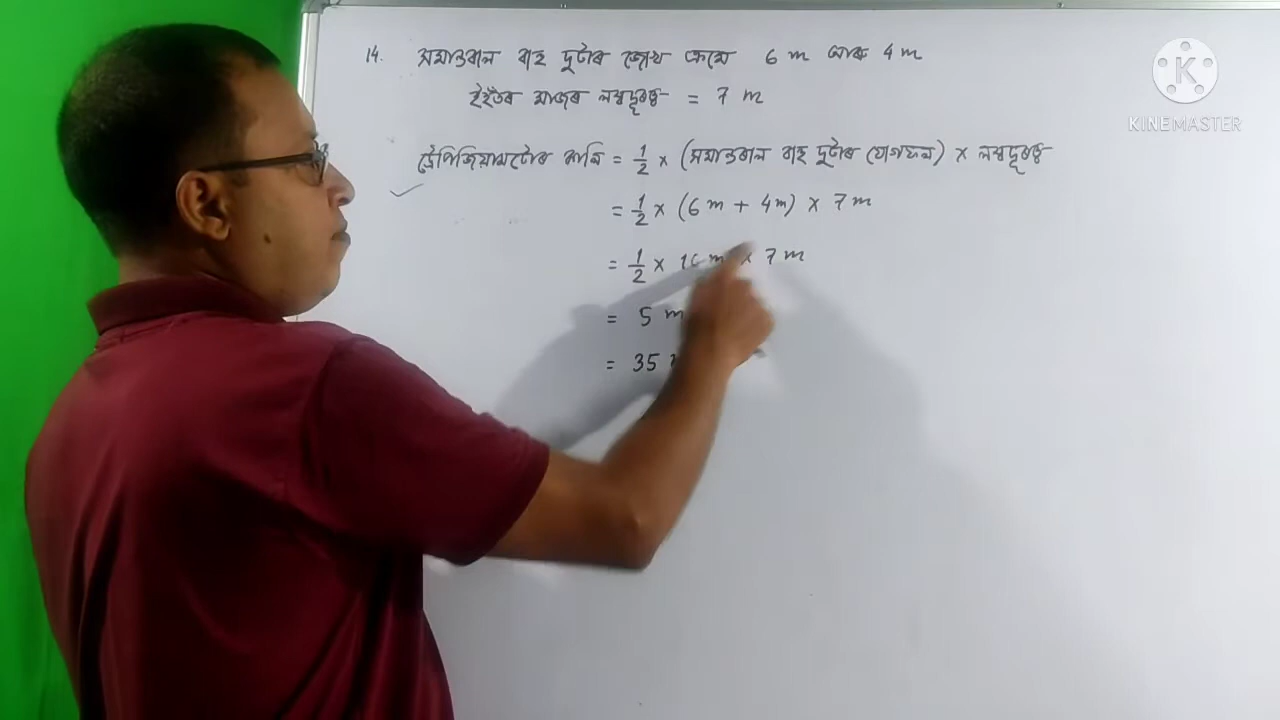 14. সমান্তৰাল বাহু দুটাৰ জোখ ক্ৰমে 6 m আৰু 4 m
ইহঁতৰ মাজৰ লম্বদূৰত্ব = 7 m
ট্ৰেপিজিয়ামটোৰ কালি = 1/2 × (সমান্তৰাল বাহু দুটাৰ যোগফল) × লম্বদূৰত্ব
= 1/2 × (6 m + 4 m) × 7 m
= 1/2 × 10 m × 7 m
= 5 m
= 35
K
KINEMASTER